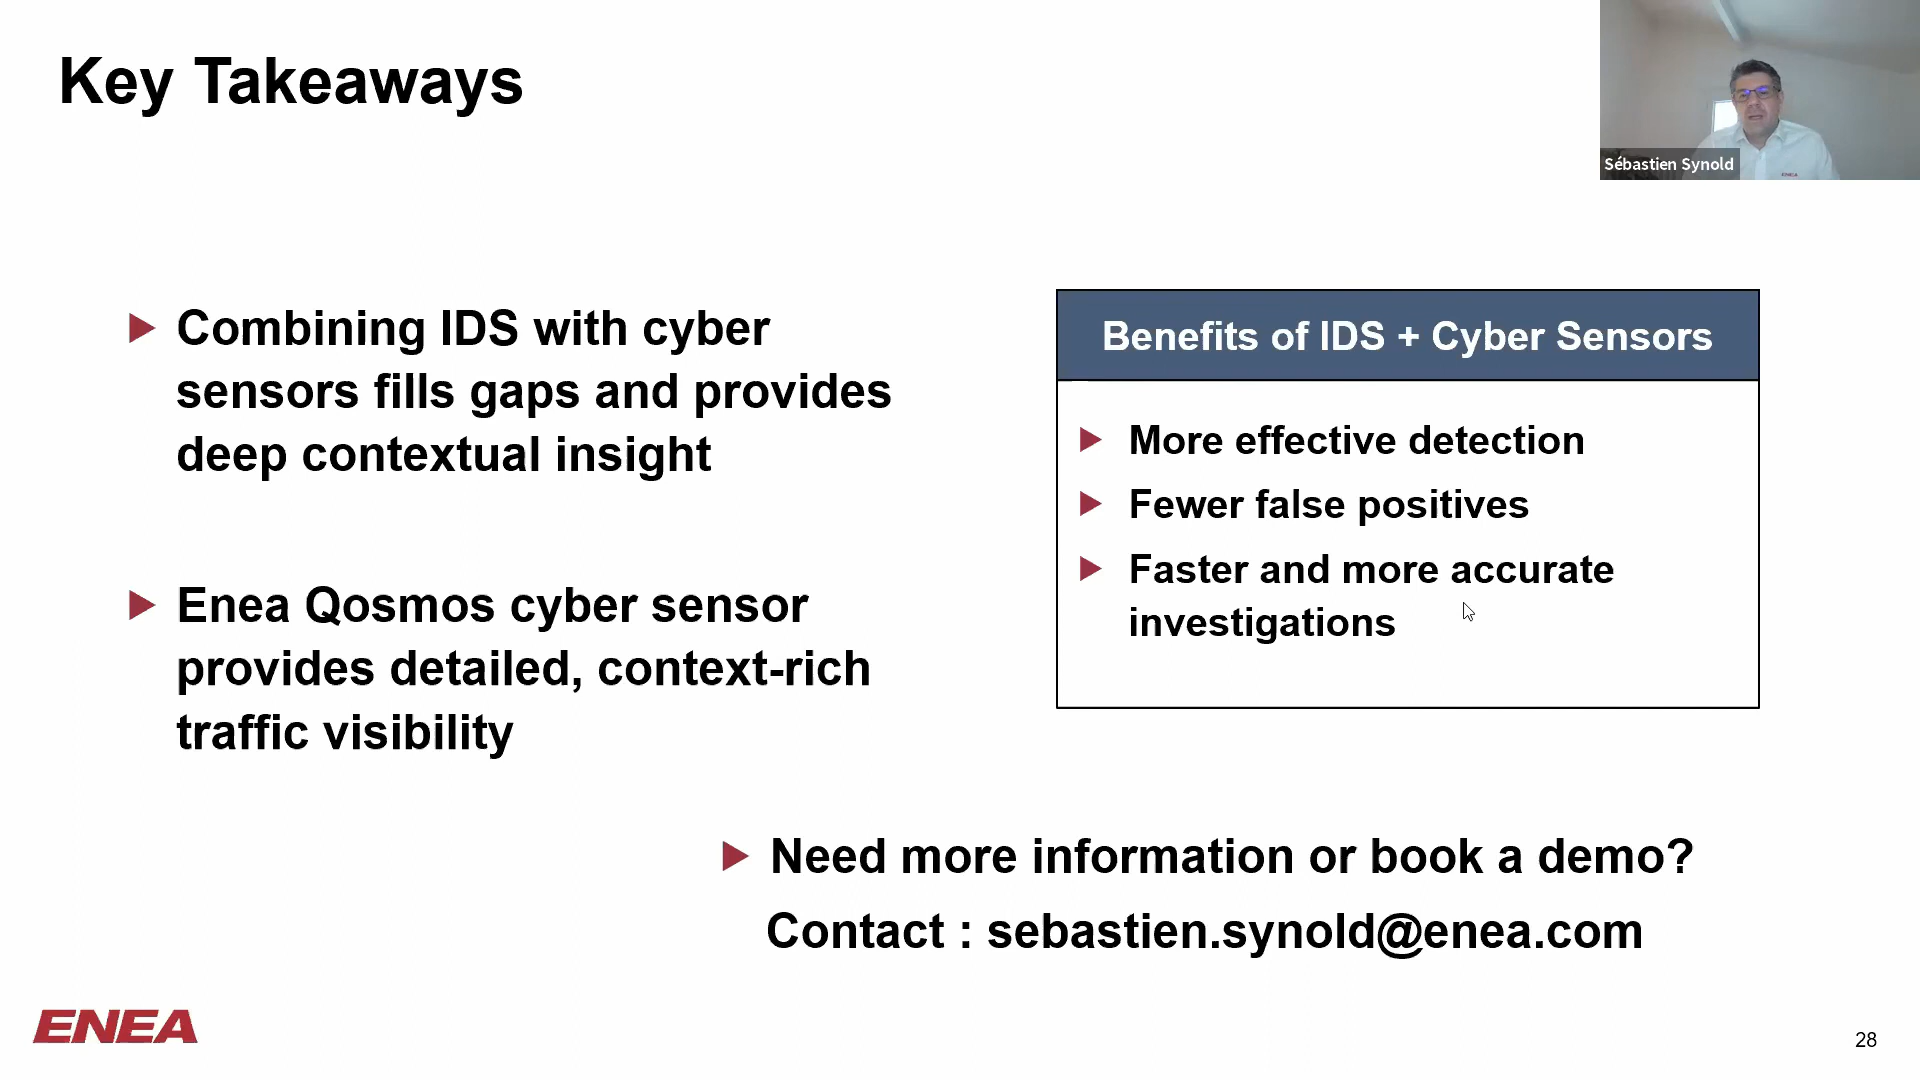 Key Takeaways
Sébastien Synold
ENEA
Combining IDS with cyber
sensors fills gaps and provides
deep contextual insight
Enea Qosmos cyber sensor
provides detailed, context-rich
traffic visibility
Benefits of IDS + Cyber Sensors
More effective detection
Fewer false positives
Faster and more accurate
investigations
Need more information or book a demo?
Contact : sebastien.synold@enea.com
ENEA
28